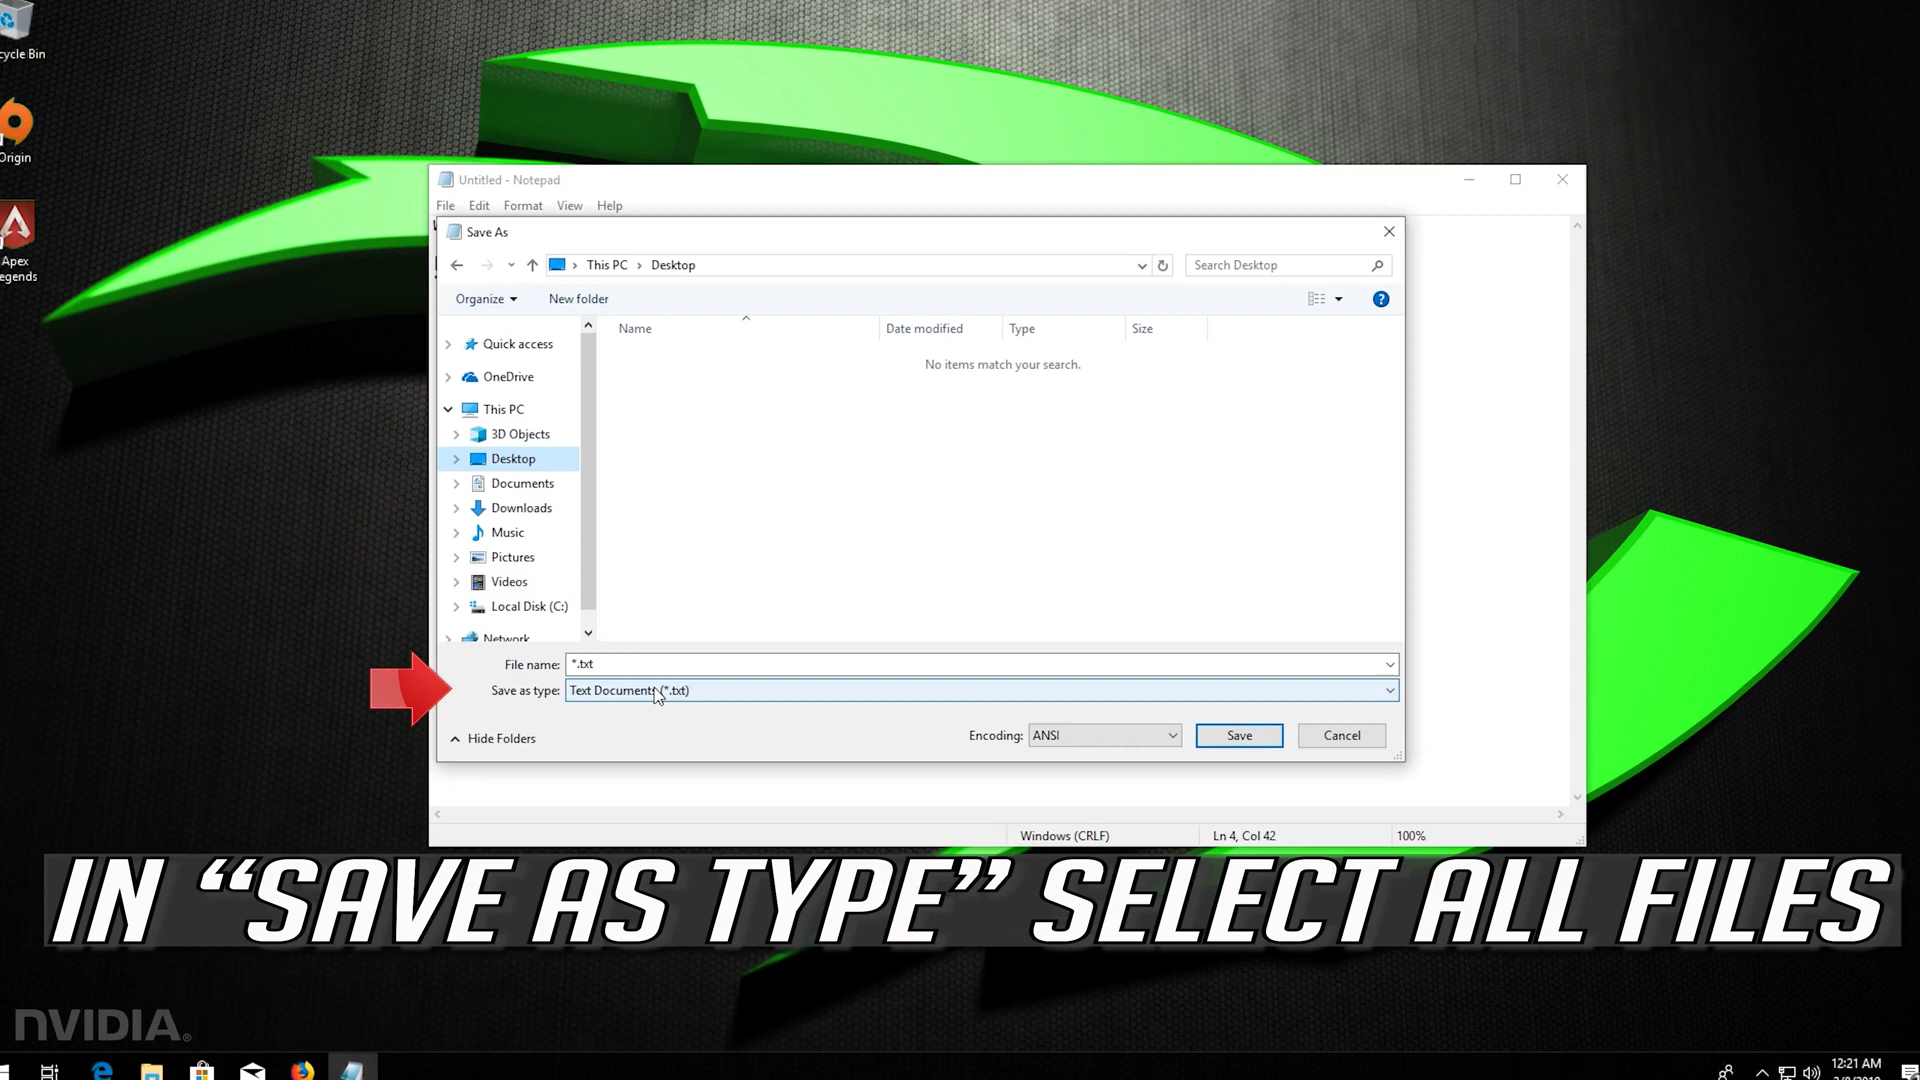 cycle Bin
Origin
Apex
egends
Untitled - Notepad
File Edit Format View Help
Save As
This PC Desktop
Search Desktop
Organize New folder
?
Name Date modified Type Size
No items match your search.
Quick access
OneDrive
This PC
3D Objects
Desktop
Documents
Downloads
Music
Pictures
Videos
Local Disk (C:)
Network
File name: *.txt
Save as type: Text Documents (*.txt)
Hide Folders
Encoding: ANSI Save Cancel
Windows (CRLF) Ln 4, Col 42 100%
IN “SAVE AS TYPE” SELECT ALL FILES
NVIDIA.
12:21 AM